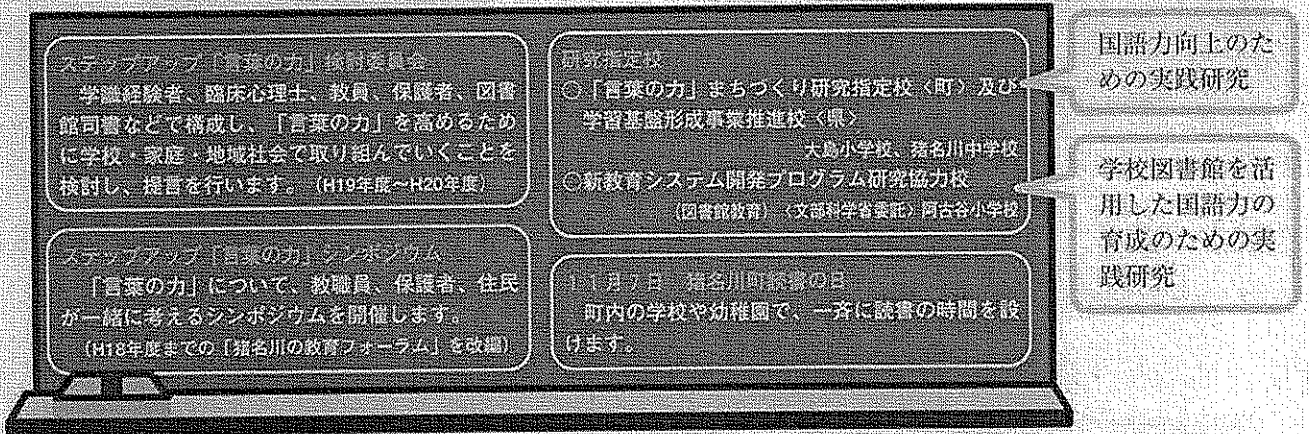 ステップアップ「言葉の力」検討委員会
学識経験者、臨床心理士、教員、保護者、図書
館司書などで構成し、「言葉の力」を高めるため
に学校・家庭・地域社会で取り組んでいくことを
検討し、提言を行います。（H19年度～H20年度）
ステップアップ「言葉の力」シンポジウム
「言葉の力」について、教職員、保護者、住民
が一緒に考えるシンポジウムを開催します。
（H18年度までの「猪名川の教育フォーラム」を改編）
研究指定校
○「言葉の力」まちづくり研究指定校〈町〉及び
学習基盤形成事業推進校〈県〉
大島小学校、猪名川中学校
○新教育システム開発プログラム研究協力校
（図書館教育）〈文部科学省委託〉阿古谷小学校
11月7日 猪名川町読書の日
町内の学校や幼稚園で、一斉に読書の時間を設
けます。
国語力向上のた
めの実践研究
学校図書館を活
用した国語力の
育成のための実
践研究